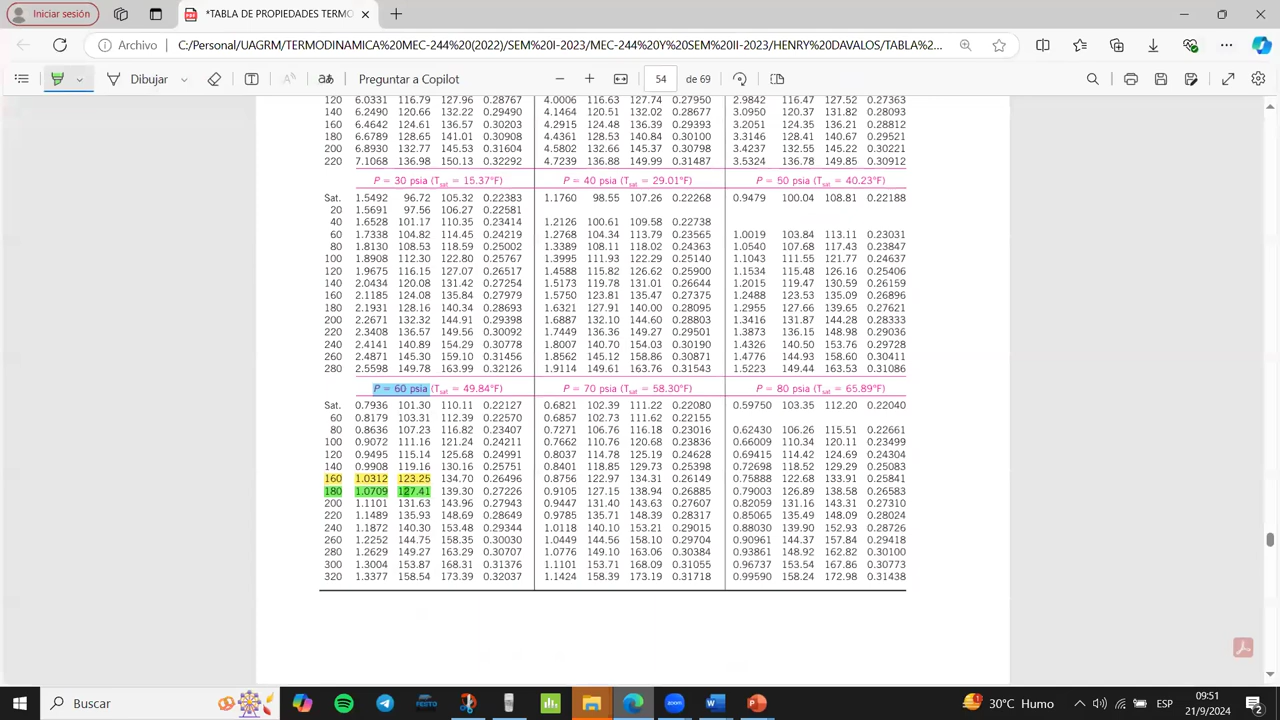 Iniciar sesión
*TABLA DE PROPIEDADES TERMO
Archivo C:/Personal/UAGRM/TERMODINAMICA%20MEC-244%20(2022)/SEM%20I-2023/MEC-244%20Y%20SEM%20II-2023/HENRY%20DAVALOS/TABLA%2...
Dibujar Preguntar a Copilot 54 de 69
120 6.0331 116.79 127.96 0.28767 4.0006 116.63 127.74 0.27950 2.9842 116.47 127.52 0.27363
140 6.2490 120.66 132.22 0.29490 4.1464 120.51 132.02 0.28677 3.0950 120.37 131.82 0.28093
160 6.4642 124.61 136.57 0.30203 4.2915 124.48 136.39 0.29393 3.2051 124.35 136.21 0.28812
180 6.6789 128.65 141.01 0.30908 4.4361 128.53 140.84 0.30100 3.3146 128.41 140.67 0.29521
200 6.8930 132.77 145.53 0.31604 4.5802 132.66 145.37 0.30798 3.4237 132.55 145.22 0.30221
220 7.1068 136.98 150.13 0.32292 4.7239 136.88 149.99 0.31487 3.5324 136.78 149.85 0.30912
P = 30 psia (Tsat = 15.37°F) P = 40 psia (Tsat = 29.01°F) P = 50 psia (Tsat = 40.23°F)
Sat. 1.5492 96.72 105.32 0.22383 1.1760 98.55 107.26 0.22268 0.9479 100.04 108.81 0.22188
20 1.5691 97.56 106.27 0.22581
40 1.6528 101.17 110.35 0.23414 1.2126 100.61 109.58 0.22738
60 1.7338 104.82 114.45 0.24219 1.2768 104.34 113.79 0.23565 1.0019 103.84 113.11 0.23031
80 1.8130 108.53 118.59 0.25002 1.3389 108.11 118.02 0.24363 1.0540 107.68 117.43 0.23847
100 1.8908 112.30 122.80 0.25767 1.3995 111.93 122.29 0.25140 1.1043 111.55 121.77 0.24637
120 1.9675 116.15 127.07 0.26517 1.4588 115.82 126.62 0.25900 1.1534 115.48 126.16 0.25406
140 2.0434 120.08 131.42 0.27254 1.5173 119.78 131.01 0.26644 1.2015 119.47 130.59 0.26159
160 2.1185 124.08 135.84 0.27979 1.5750 123.81 135.47 0.27375 1.2488 123.53 135.09 0.26896
180 2.1931 128.16 140.34 0.28693 1.6321 127.91 140.00 0.28095 1.2955 127.66 139.65 0.27621
200 2.2671 132.32 144.91 0.29398 1.6887 132.10 144.60 0.28803 1.3416 131.87 144.28 0.28333
220 2.3408 136.57 149.56 0.30092 1.7449 136.36 149.27 0.29501 1.3873 136.15 148.98 0.29036
240 2.4141 140.89 154.29 0.30778 1.8007 140.70 154.03 0.30190 1.4326 140.50 153.76 0.29728
260 2.4871 145.30 159.10 0.31456 1.8562 145.12 158.86 0.30871 1.4776 144.93 158.60 0.30411
280 2.5598 149.78 163.99 0.32126 1.9114 149.61 163.76 0.31543 1.5223 149.44 163.53 0.31086
P = 60 psia (Tsat = 49.84°F) P = 70 psia (Tsat = 58.30°F) P = 80 psia (Tsat = 65.89°F)
Sat. 0.7936 101.30 110.11 0.22127 0.6821 102.39 111.22 0.22080 0.59750 103.35 112.20 0.22040
60 0.8179 103.31 112.39 0.22570 0.6857 102.73 111.62 0.22155
80 0.8636 107.23 116.82 0.23407 0.7271 106.76 116.18 0.23016 0.62430 106.26 115.51 0.22661
100 0.9072 111.16 121.24 0.24211 0.7662 110.76 120.68 0.23836 0.66009 110.34 120.11 0.23499
120 0.9495 115.14 125.68 0.24991 0.8037 114.78 125.19 0.24628 0.69415 114.42 124.69 0.24304
140 0.9908 119.16 130.16 0.25751 0.8401 118.85 129.73 0.25398 0.72698 118.52 129.29 0.25083
160 1.0312 123.25 134.70 0.26496 0.8756 122.97 134.31 0.26149 0.75888 122.68 133.91 0.25841
180 1.0709 127.41 139.30 0.27226 0.9105 127.15 138.94 0.26885 0.79003 126.89 138.58 0.26583
200 1.1101 131.63 143.96 0.27943 0.9447 131.40 143.63 0.27607 0.82059 131.16 143.31 0.27310
220 1.1489 135.93 148.69 0.28649 0.9785 135.71 148.39 0.28317 0.85065 135.49 148.09 0.28024
240 1.1872 140.30 153.48 0.29344 1.0118 140.10 153.21 0.29015 0.88030 139.90 152.93 0.28726
260 1.2252 144.75 158.35 0.30030 1.0449 144.56 158.10 0.29704 0.90961 144.37 157.84 0.29418
280 1.2629 149.27 163.29 0.30707 1.0776 149.10 163.06 0.30384 0.93861 148.92 162.82 0.30100
300 1.3004 153.87 168.31 0.31376 1.1101 153.71 168.09 0.31055 0.96737 153.54 167.86 0.30773
320 1.3377 158.54 173.39 0.32037 1.1424 158.39 173.19 0.31718 0.99590 158.24 172.98 0.31438
Buscar
FESTO
30°C Humo
ESP
09:51
21/9/2024
2